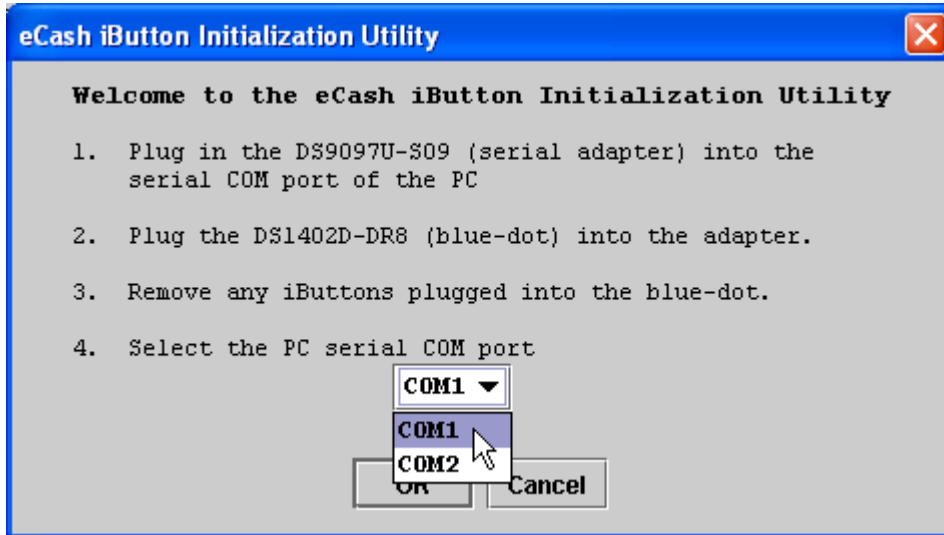 eCash iButton Initialization Utility
Welcome to the eCash iButton Initialization Utility
1. Plug in the DS9097U-S09 (serial adapter) into the
serial COM port of the PC
2. Plug the DS1402D-DR8 (blue-dot) into the adapter.
3. Remove any iButtons plugged into the blue-dot.
4. Select the PC serial COM port
COM1
COM1
COM2
OK Cancel